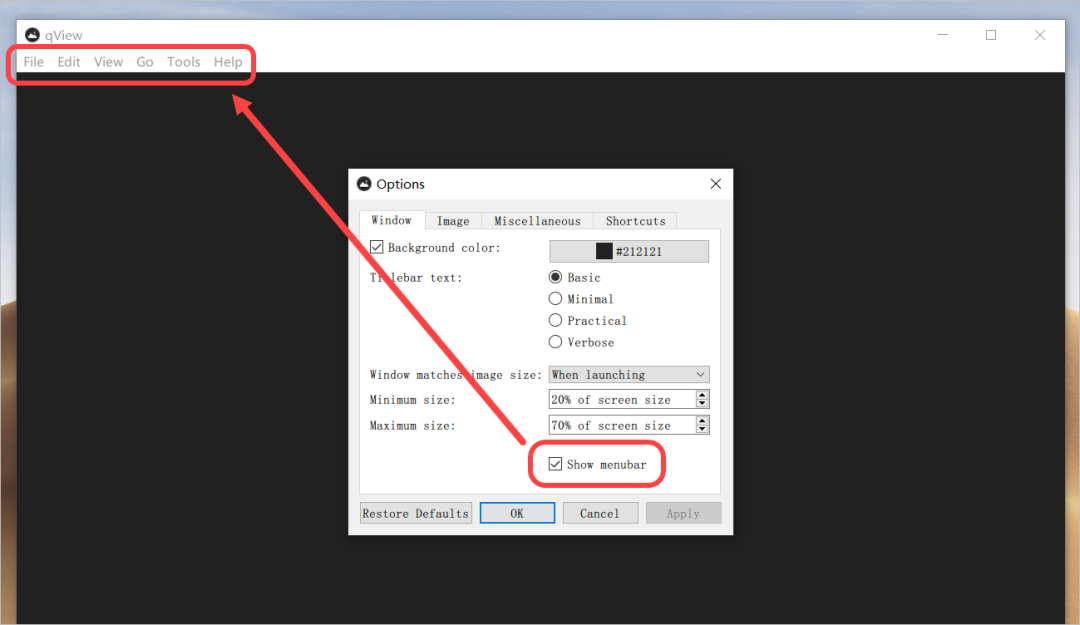 qView
File Edit View Go Tools Help
Options
Window Image Miscellaneous Shortcuts
Background color: #212121
Titlebar text: Basic
Minimal
Practical
Verbose
Window matches image size: When launching
Minimum size: 20% of screen size
Maximum size: 70% of screen size
Show menubar
Restore Defaults OK Cancel Apply